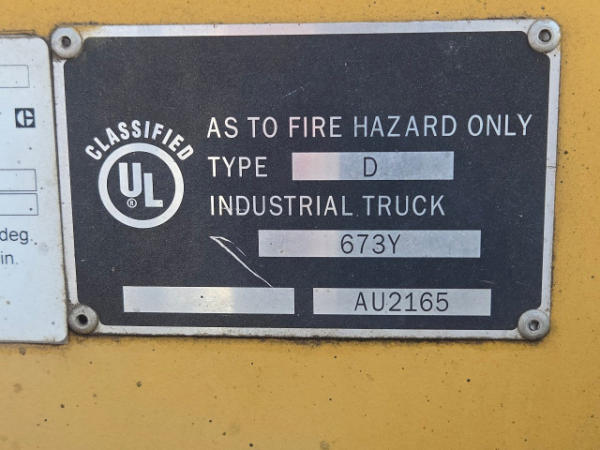 deg.
in.
CLASSIFIED
UL
®
AS TO FIRE HAZARD ONLY
TYPE D
INDUSTRIAL TRUCK
673Y
AU2165